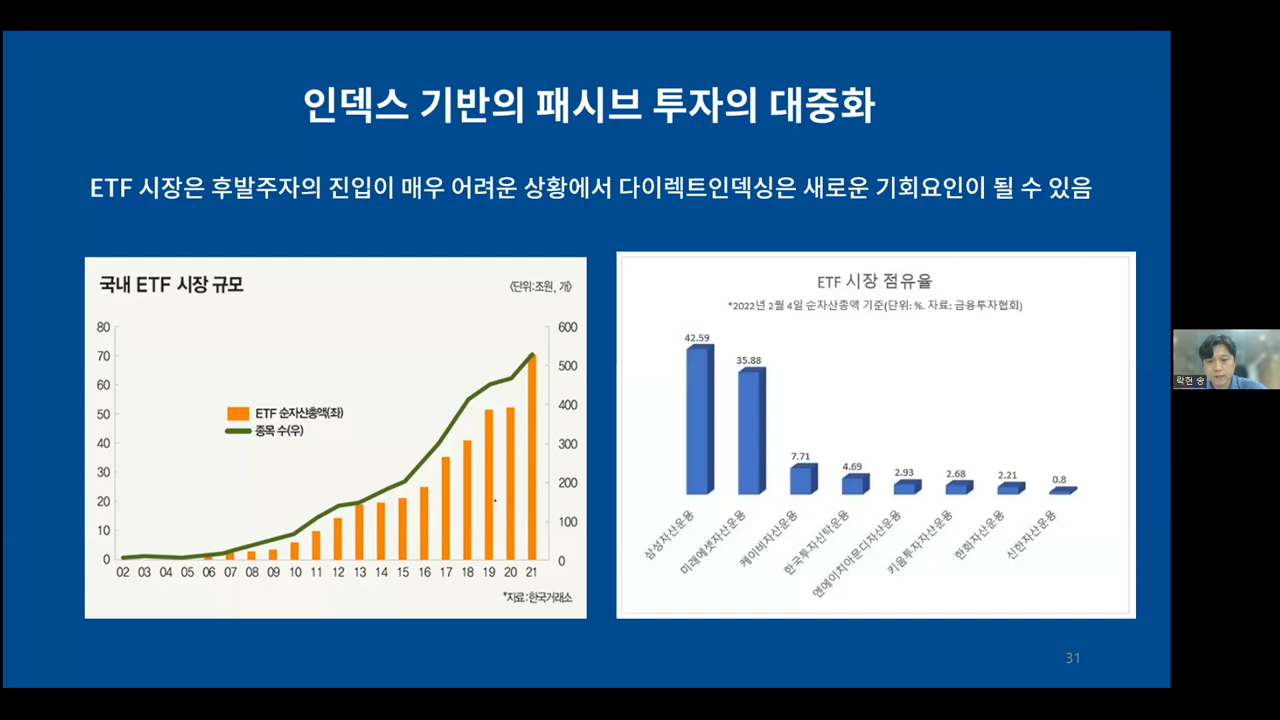 인덱스 기반의 패시브 투자의 대중화
ETF 시장은 후발주자의 진입이 매우 어려운 상황에서 다이렉트인덱싱은 새로운 기회요인이 될 수 있음
국내 ETF 시장 규모
〈단위:조원, 개〉
80 600
70 500
60
50 400
40 300
30
20 200
10 100
0 0
ETF 순자산총액(좌)
종목 수(우)
02 03 04 05 06 07 08 09 10 11 12 13 14 15 16 17 18 19 20 21
*자료:한국거래소
ETF 시장 점유율
*2022년 2월 4일 순자산총액 기준(단위: %. 자료: 금융투자협회)
42.59
35.88
7.71
4.69
2.93
2.68
2.21
0.8
삼성자산운용
미래에셋자산운용
케이비자산운용
한국투자신탁운용
엔에이치아문디자산운용
키움투자자산운용
한화자산운용
신한자산운용
락현 송
31